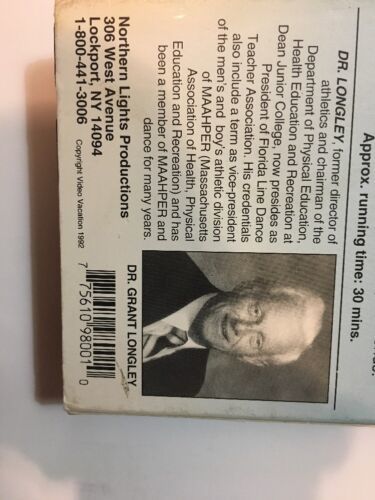 Approx. running time: 30 mins.
DR. LONGLEY, former director of
athletics and chairman of the
Department of Physical Education,
Health Education and Recreation at
Dean Junior College, now presides as
President of Florida Line Dance
Teacher Association. His credentials
also include a term as vice-president
of the men's and boy's athletic division
of MAAHPER (Massachusetts
Association of Health, Physical
Education and Recreation) and has
been a member of MAAHPER and
dance for many years.
DR. GRANT LONGLEY
Northern Lights Productions
306 West Avenue
Lockport, NY 14094
1-800-441-3006
Copyright Video Vacation 1992
7 75610 98001 0